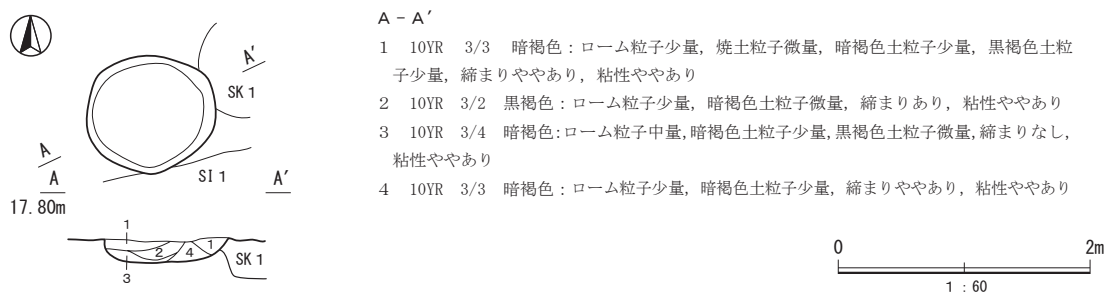 A'
SK 1
A
SI 1
A A'
17.80m
1
2 4 1
SK 1
3
A － A′
1 10YR 3/3 暗褐色：ローム粒子少量，焼土粒子微量，暗褐色土粒子少量，黒褐色土粒
子少量，締まりややあり，粘性ややあり
2 10YR 3/2 黒褐色：ローム粒子少量，暗褐色土粒子微量，締まりあり，粘性ややあり
3 10YR 3/4 暗褐色:ローム粒子中量,暗褐色土粒子少量,黒褐色土粒子微量,締まりなし,
粘性ややあり
4 10YR 3/3 暗褐色：ローム粒子少量，暗褐色土粒子少量，締まりややあり，粘性ややあり
0 2m
1 : 60